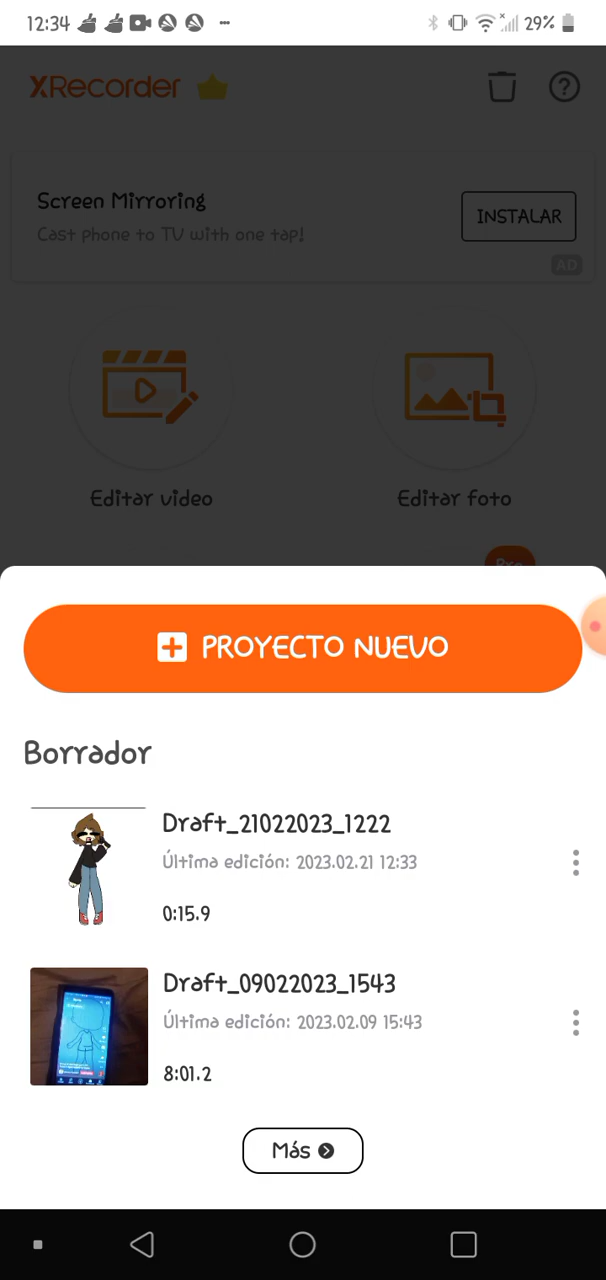 12:34
29%
XRecorder
Screen Mirroring
Cast phone to TV with one tap!
INSTALAR
AD
Editar video
Editar foto
PROYECTO NUEVO
Borrador
Draft_21022023_1222
Última edición: 2023.02.21 12:33
0:15.9
Draft_09022023_1543
Última edición: 2023.02.09 15:43
8:01.2
Más